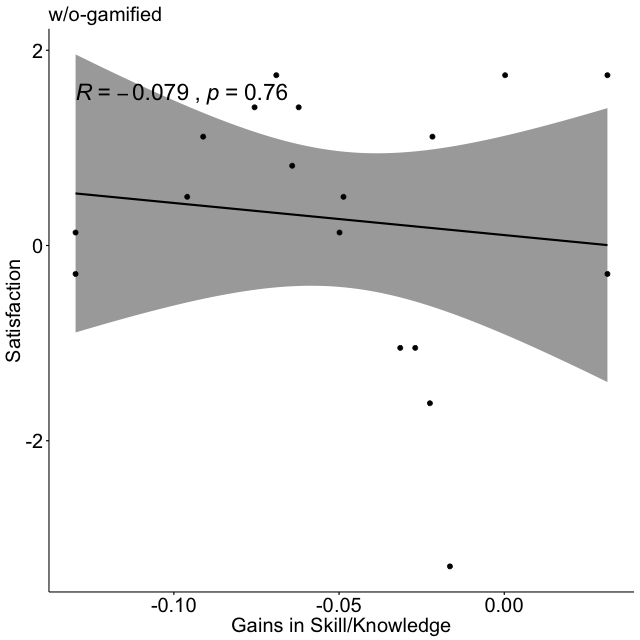 w/o-gamified
2
R = −0.079 , p = 0.76
0
-2
Satisfaction
-0.10 -0.05 0.00
Gains in Skill/Knowledge